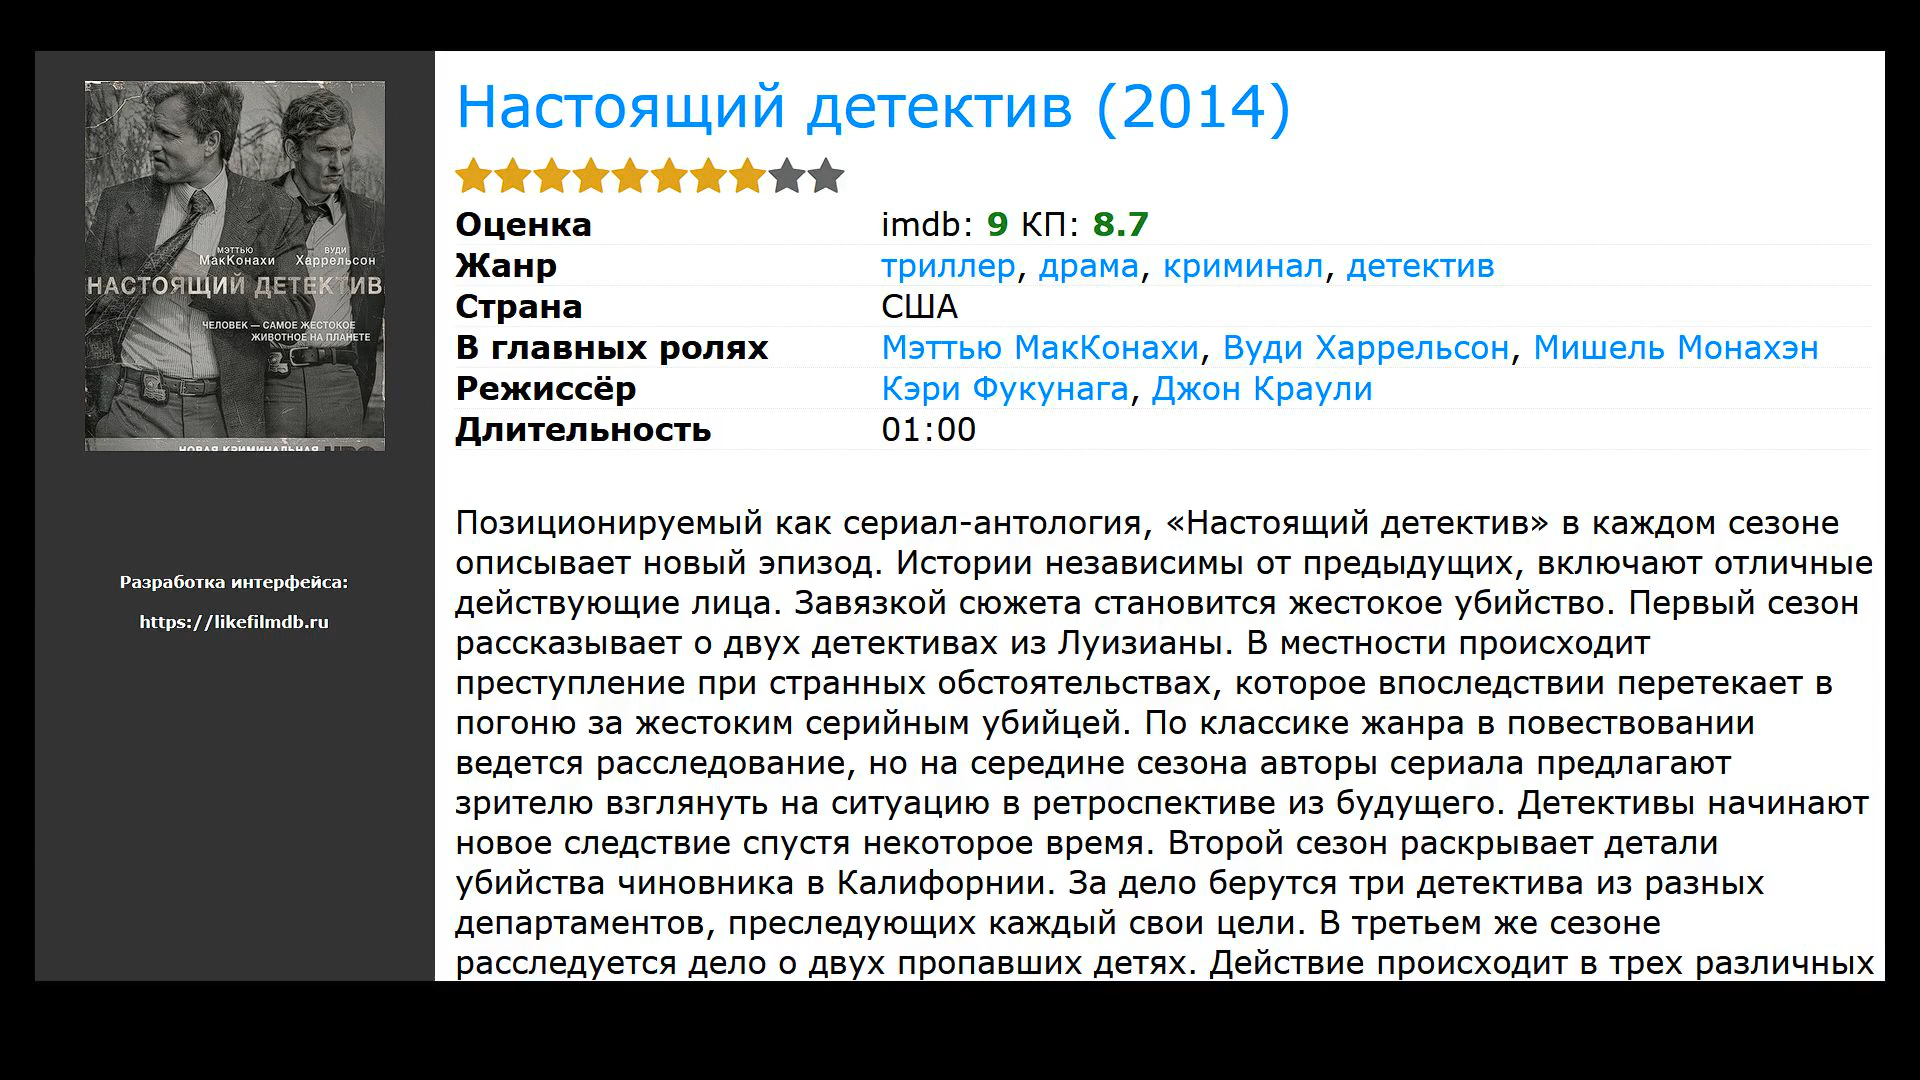 МЭТТЬЮ
МакКонахи
ВУДИ
Харрельсон
НАСТОЯЩИЙ ДЕТЕКТИВ
ЧЕЛОВЕК — САМОЕ ЖЕСТОКОЕ
ЖИВОТНОЕ НА ПЛАНЕТЕ
НОВАЯ КРИМИНАЛЬНАЯ HBO
Разработка интерфейса:
https://likefilmdb.ru
Настоящий детектив (2014)
Оценка imdb: 9 КП: 8.7
Жанр триллер, драма, криминал, детектив
Страна США
В главных ролях Мэттью МакКонахи, Вуди Харрельсон, Мишель Монахэн
Режиссёр Кэри Фукунага, Джон Краули
Длительность 01:00
Позиционируемый как сериал-антология, «Настоящий детектив» в каждом сезоне
описывает новый эпизод. Истории независимы от предыдущих, включают отличные
действующие лица. Завязкой сюжета становится жестокое убийство. Первый сезон
рассказывает о двух детективах из Луизианы. В местности происходит
преступление при странных обстоятельствах, которое впоследствии перетекает в
погоню за жестоким серийным убийцей. По классике жанра в повествовании
ведется расследование, но на середине сезона авторы сериала предлагают
зрителю взглянуть на ситуацию в ретроспективе из будущего. Детективы начинают
новое следствие спустя некоторое время. Второй сезон раскрывает детали
убийства чиновника в Калифорнии. За дело берутся три детектива из разных
департаментов, преследующих каждый свои цели. В третьем же сезоне
расследуется дело о двух пропавших детях. Действие происходит в трех различных